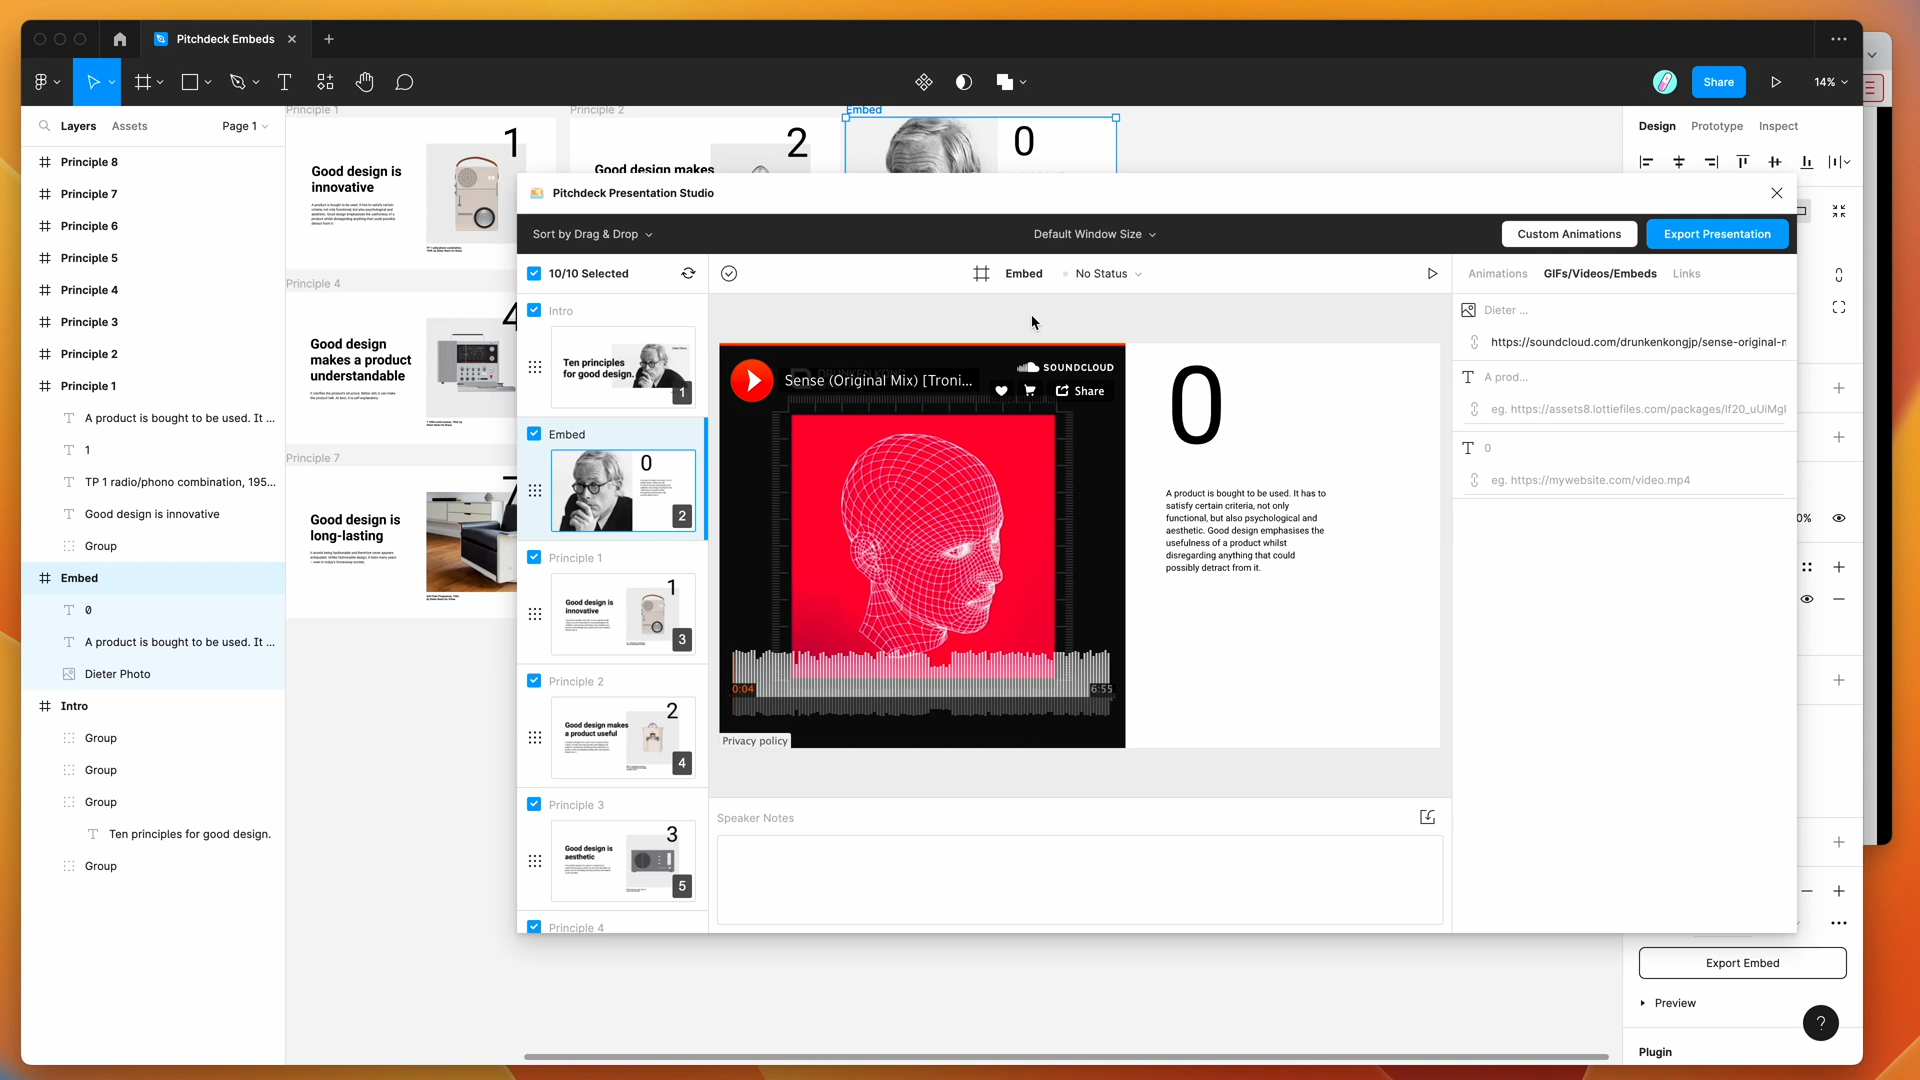 Pitchdeck Embeds
Share
14%
Layers
Assets
Page 1
Principle 8
Principle 7
Principle 6
Principle 5
Principle 4
Principle 3
Principle 2
Principle 1
A product is bought to be used. It ...
1
TP 1 radio/phono combination, 195...
Good design is innovative
Group
Embed
0
A product is bought to be used. It ...
Dieter Photo
Intro
Group
Group
Group
Ten principles for good design.
Group
Principle 1
1
Good design is
innovative
Principle 2
2
Good design makes
Embed
0
Principle 4
4
Good design
makes a product
understandable
Principle 7
7
Good design is
long-lasting
Pitchdeck Presentation Studio
Sort by Drag & Drop
Default Window Size
Custom Animations
Export Presentation
10/10 Selected
Embed
No Status
Intro
Ten principles
for good design.
1
Embed
0
2
Principle 1
1
Good design is
innovative
3
Principle 2
2
Good design makes
a product useful
4
Principle 3
3
Good design is
aesthetic
5
Principle 4
Sense (Original Mix) [Troni...
SOUNDCLOUD
Share
0:04
6:55
Privacy policy
0
A product is bought to be used. It has to
satisfy certain criteria, not only
functional, but also psychological and
aesthetic. Good design emphasises the
usefulness of a product whilst
disregarding anything that could
possibly detract from it.
Speaker Notes
Animations
GIFs/Videos/Embeds
Links
Dieter ...
https://soundcloud.com/drunkenkongjp/sense-original-m
A prod...
eg. https://assets8.lottiefiles.com/packages/lf20_uUiMgl
0
eg. https://mywebsite.com/video.mp4
Design
Prototype
Inspect
0%
Export Embed
Preview
?
Plugin